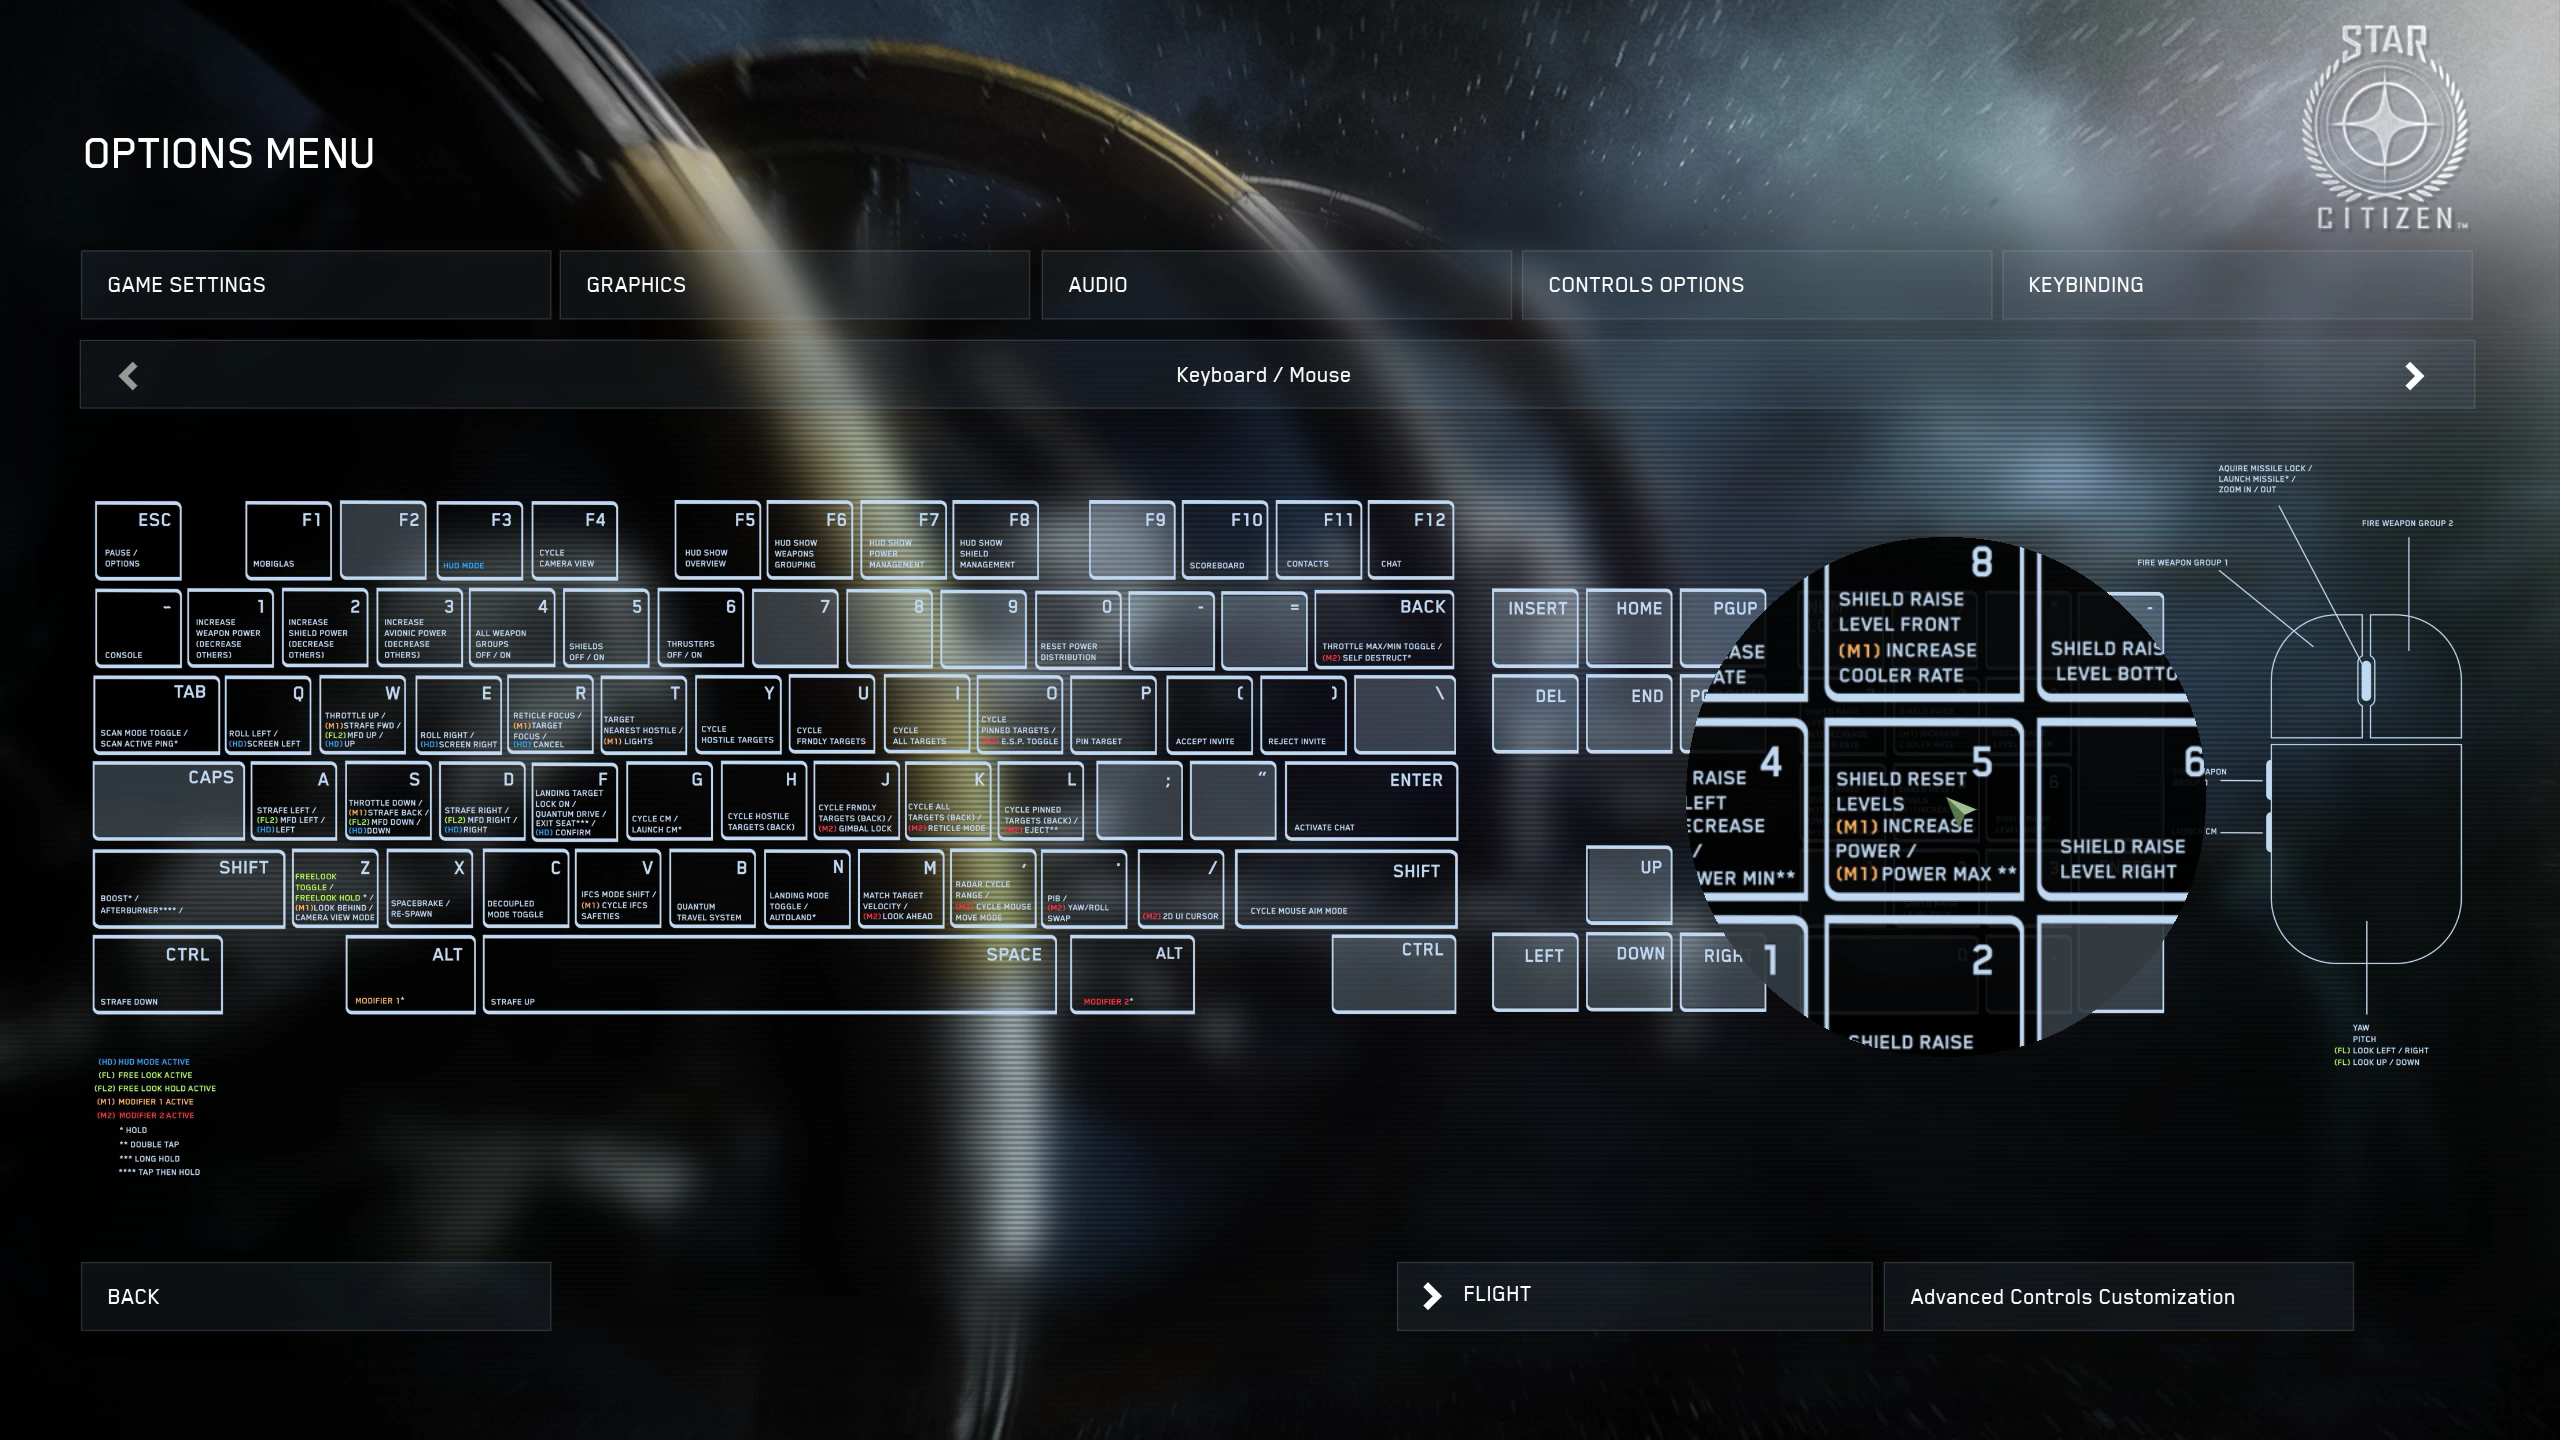 STAR
CITIZEN™
OPTIONS MENU
GAME SETTINGS
GRAPHICS
AUDIO
CONTROLS OPTIONS
KEYBINDING
Keyboard / Mouse
ESC
PAUSE /
OPTIONS
F1
MOBIGLAS
F2
F3
HUD MODE
F4
CYCLE
CAMERA VIEW
F5
HUD SHOW
OVERVIEW
F6
HUD SHOW
WEAPONS
GROUPING
F7
HUD SHOW
POWER
MANAGEMENT
F8
HUD SHOW
SHIELD
MANAGEMENT
F9
F10
SCOREBOARD
F11
CONTACTS
F12
CHAT
~
CONSOLE
1
INCREASE
WEAPON POWER
(DECREASE
OTHERS)
2
INCREASE
SHIELD POWER
(DECREASE
OTHERS)
3
INCREASE
AVIONIC POWER
(DECREASE
OTHERS)
4
ALL WEAPON
GROUPS
OFF / ON
5
SHIELDS
OFF / ON
6
THRUSTERS
OFF / ON
7
8
9
0
RESET POWER
DISTRIBUTION
-
=
BACK
THROTTLE MAX/MIN TOGGLE /
(M2) SELF DESTRUCT*
TAB
SCAN MODE TOGGLE /
SCAN ACTIVE PING*
Q
ROLL LEFT /
(HD)SCREEN LEFT
W
THROTTLE UP /
(M1)STRAFE FWD /
(FL2)MFD UP /
(HD)UP
E
ROLL RIGHT /
(HD)SCREEN RIGHT
R
RETICLE FOCUS /
(M1)TARGET
FOCUS /
(HD) CANCEL
T
TARGET
NEAREST HOSTILE /
(M1) LIGHTS
Y
CYCLE
HOSTILE TARGETS
U
CYCLE
FRNDLY TARGETS
I
CYCLE
ALL TARGETS
O
CYCLE
PINNED TARGETS /
E.S.P. TOGGLE
P
PIN TARGET
(
ACCEPT INVITE
)
REJECT INVITE
\
CAPS
A
STRAFE LEFT /
(FL2) MFD LEFT /
(HD)LEFT
S
THROTTLE DOWN /
(M1)STRAFE BACK /
(FL2)MFD DOWN /
(HD)DOWN
D
STRAFE RIGHT /
(FL2) MFD RIGHT /
(HD)RIGHT
F
LANDING TARGET
LOCK ON /
QUANTUM DRIVE /
EXIT SEAT*** /
(HD) CONFIRM
G
CYCLE CM /
LAUNCH CM*
H
CYCLE HOSTILE
TARGETS (BACK)
J
CYCLE FRNDLY
TARGETS (BACK) /
(M2) GIMBAL LOCK
K
CYCLE ALL
TARGETS (BACK) /
(M2) RETICLE MODE
L
CYCLE PINNED
TARGETS (BACK) /
(M2) EJECT**
;
"
ENTER
ACTIVATE CHAT
SHIFT
BOOST* /
AFTERBURNER**** /
Z
FREELOOK
TOGGLE /
FREELOOK HOLD * /
(M1)LOOK BEHIND /
CAMERA VIEW MODE
X
SPACEBRAKE /
RE-SPAWN
C
DECOUPLED
MODE TOGGLE
V
IFCS MODE SHIFT /
(M1) CYCLE IFCS
SAFETIES
B
QUANTUM
TRAVEL SYSTEM
N
LANDING MODE
TOGGLE /
AUTOLAND*
M
MATCH TARGET
VELOCITY /
(M2)LOOK AHEAD
,
RADAR CYCLE
RANGE /
(M2) CYCLE MOUSE
MOVE MODE
.
PIB /
(M2) YAW/ROLL
SWAP
/
(M2) 2D UI CURSOR
SHIFT
CYCLE MOUSE AIM MODE
CTRL
STRAFE DOWN
ALT
MODIFIER 1*
SPACE
STRAFE UP
ALT
MODIFIER 2*
CTRL
INSERT
HOME
PGUP
DEL
END
PG
UP
LEFT
DOWN
RIGH
-
ASE
ATE
8
SHIELD RAISE
LEVEL FRONT
(M1) INCREASE
COOLER RATE
SHIELD RAIS
LEVEL BOTTO
4
RAISE
LEFT
CREASE
/
WER MIN**
5
SHIELD RESET
LEVELS
(M1) INCREASE
POWER /
(M1) POWER MAX **
6
SHIELD RAISE
LEVEL RIGHT
1
2
SHIELD RAISE
AQUIRE MISSILE LOCK /
LAUNCH MISSILE* /
ZOOM IN / OUT
FIRE WEAPON GROUP 2
FIRE WEAPON GROUP 1
APON
CM
YAW
PITCH
(FL) LOOK LEFT / RIGHT
(FL) LOOK UP / DOWN
(HD) HUD MODE ACTIVE
(FL) FREE LOOK ACTIVE
(FL2) FREE LOOK HOLD ACTIVE
(M1) MODIFIER 1 ACTIVE
(M2) MODIFIER 2 ACTIVE
* HOLD
** DOUBLE TAP
*** LONG HOLD
**** TAP THEN HOLD
BACK
FLIGHT
Advanced Controls Customization